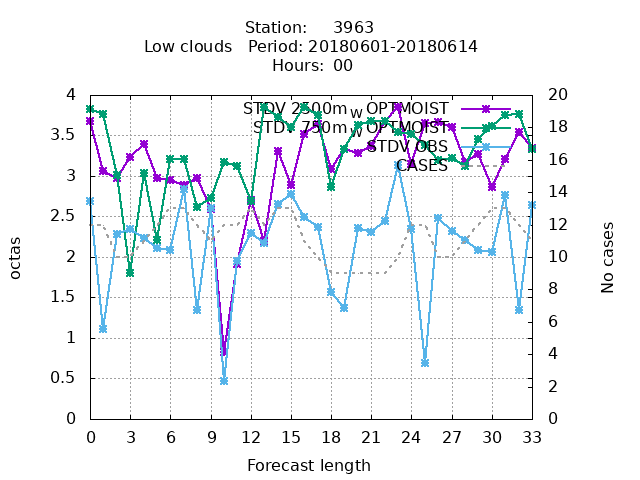 Station: 3963
Low clouds Period: 20180601-20180614
Hours: 00
STDV 2500m_W OPTMOIST
STDV 750m_W OPTMOIST
STDV OBS
CASES
4
3.5
3
2.5
2
1.5
1
0.5
0
20
18
16
14
12
10
8
6
4
2
0
octas
No cases
0 3 6 9 12 15 18 21 24 27 30 33
Forecast length